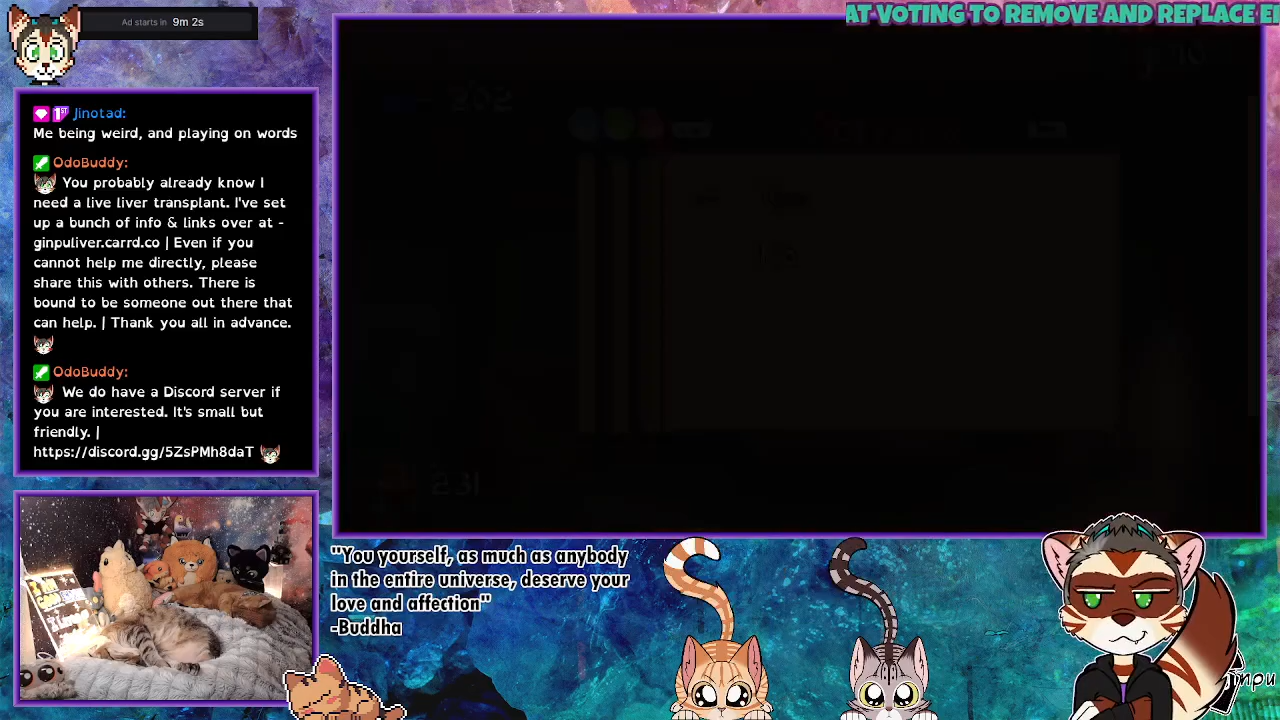 Ad starts in 9m 2s
AT VOTING TO REMOVE AND REPLACE
Jinotad:
Me being weird, and playing on words
OdoBuddy:
You probably already know I
need a live liver transplant. I've set
up a bunch of info & links over at -
ginpuliver.carrd.co | Even if you
cannot help me directly, please
share this with others. There is
bound to be someone out there that
can help. | Thank you all in advance.
OdoBuddy:
We do have a Discord server if
you are interested. It's small but
friendly. |
https://discord.gg/5ZsPMh8daT
"You yourself, as much as anybody
in the entire universe, deserve your
love and affection"
-Buddha